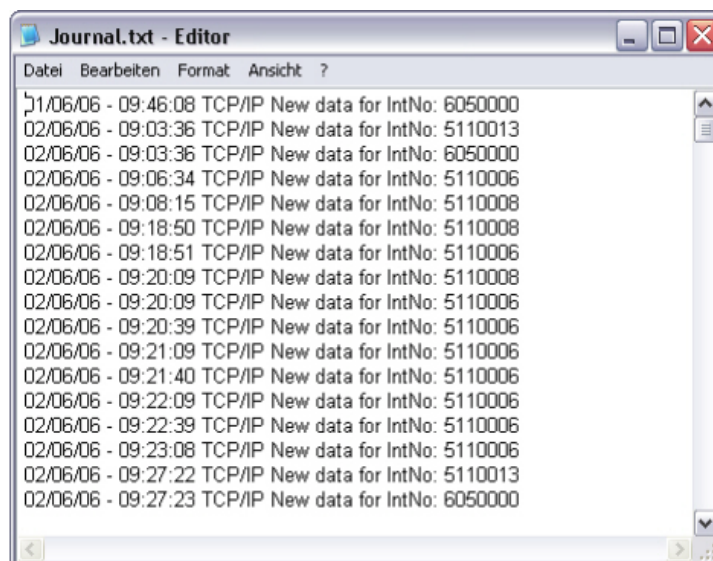 Journal.txt - Editor
Datei Bearbeiten Format Ansicht ?
01/06/06 - 09:46:08 TCP/IP New data for IntNo: 6050000
02/06/06 - 09:03:36 TCP/IP New data for IntNo: 5110013
02/06/06 - 09:03:36 TCP/IP New data for IntNo: 6050000
02/06/06 - 09:06:34 TCP/IP New data for IntNo: 5110006
02/06/06 - 09:08:15 TCP/IP New data for IntNo: 5110008
02/06/06 - 09:18:50 TCP/IP New data for IntNo: 5110008
02/06/06 - 09:18:51 TCP/IP New data for IntNo: 5110006
02/06/06 - 09:20:09 TCP/IP New data for IntNo: 5110008
02/06/06 - 09:20:09 TCP/IP New data for IntNo: 5110006
02/06/06 - 09:20:39 TCP/IP New data for IntNo: 5110006
02/06/06 - 09:21:09 TCP/IP New data for IntNo: 5110006
02/06/06 - 09:21:40 TCP/IP New data for IntNo: 5110006
02/06/06 - 09:22:09 TCP/IP New data for IntNo: 5110006
02/06/06 - 09:22:39 TCP/IP New data for IntNo: 5110006
02/06/06 - 09:23:08 TCP/IP New data for IntNo: 5110006
02/06/06 - 09:27:22 TCP/IP New data for IntNo: 5110013
02/06/06 - 09:27:23 TCP/IP New data for IntNo: 6050000